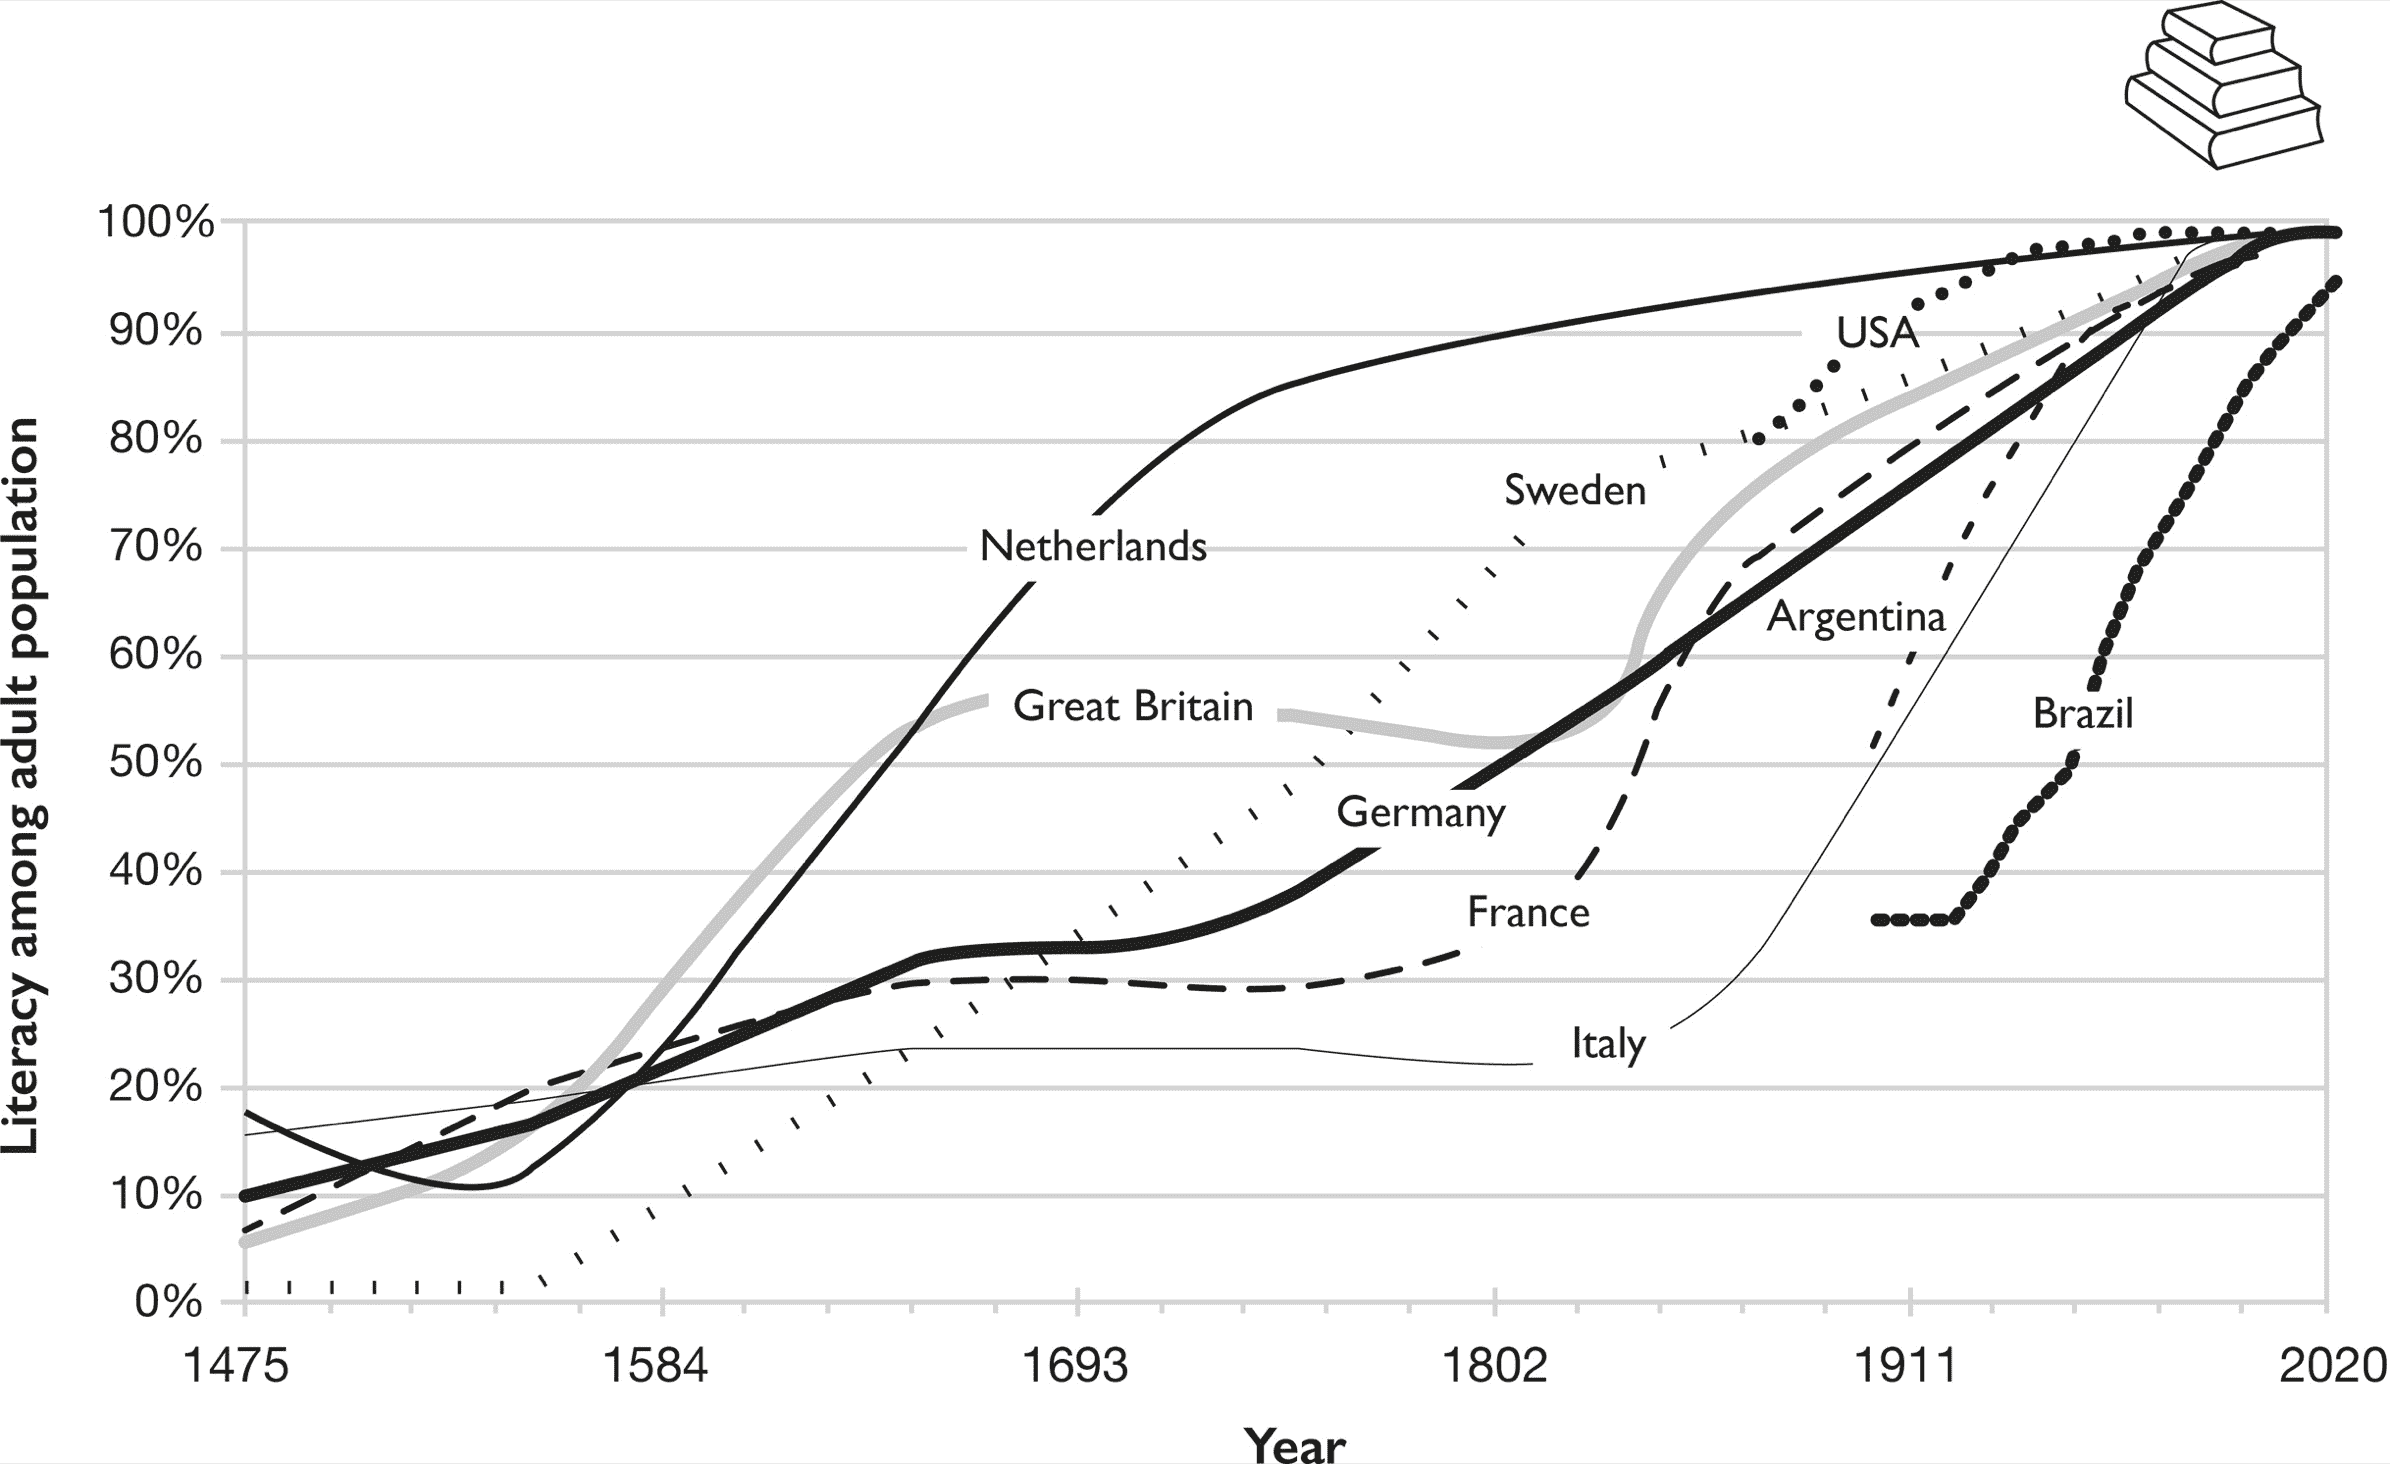 100%
90%
80%
70%
60%
50%
40%
30%
20%
10%
0%
Literacy among adult population
USA
Sweden
Netherlands
Argentina
Great Britain
Brazil
Germany
France
Italy
1475
1584
1693
1802
1911
2020
Year